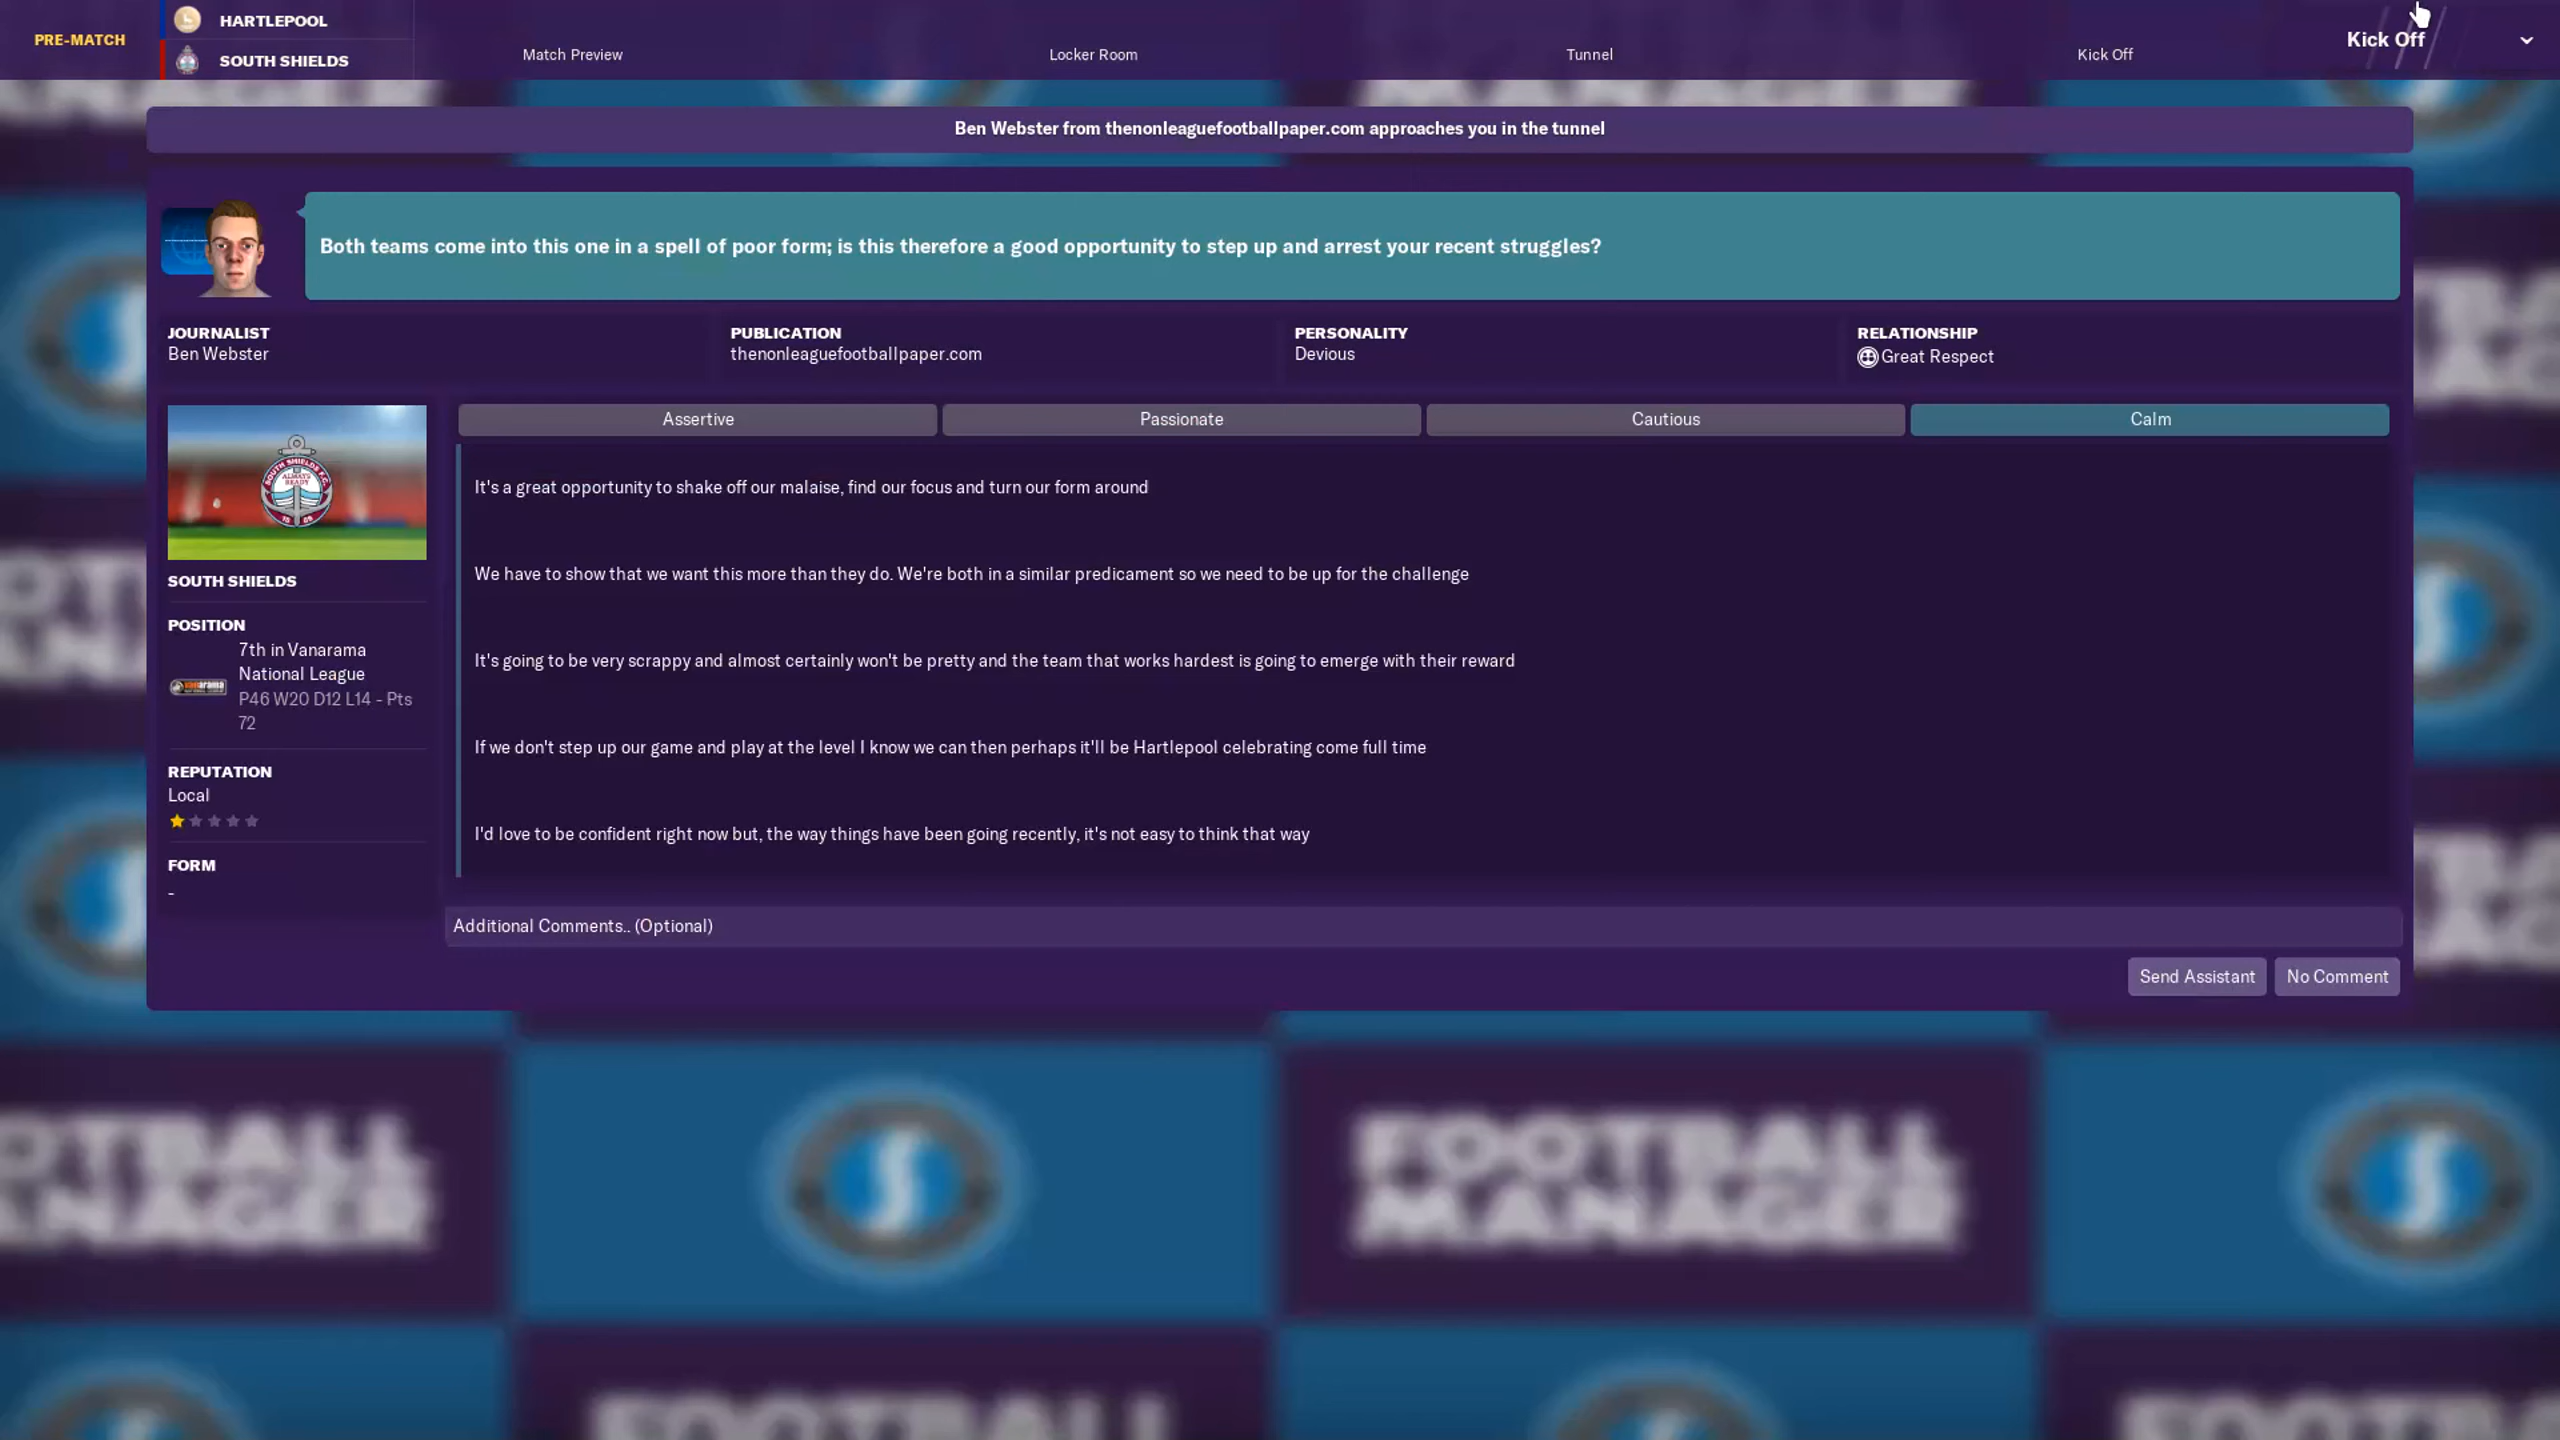 PRE-MATCH
HARTLEPOOL
SOUTH SHIELDS
Match Preview
Locker Room
Tunnel
Kick Off
Kick Off
Ben Webster from thenonleaguefootballpaper.com approaches you in the tunnel
Both teams come into this one in a spell of poor form; is this therefore a good opportunity to step up and arrest your recent struggles?
JOURNALIST
Ben Webster
PUBLICATION
thenonleaguefootballpaper.com
PERSONALITY
Devious
RELATIONSHIP
Great Respect
Assertive
Passionate
Cautious
Calm
SOUTH SHIELDS F.C.
ALWAYS
READY
SOUTH SHIELDS
POSITION
7th in Vanarama
National League
P46 W20 D12 L14 - Pts
72
REPUTATION
Local
FORM
-
It's a great opportunity to shake off our malaise, find our focus and turn our form around
We have to show that we want this more than they do. We're both in a similar predicament so we need to be up for the challenge
It's going to be very scrappy and almost certainly won't be pretty and the team that works hardest is going to emerge with their reward
If we don't step up our game and play at the level I know we can then perhaps it'll be Hartlepool celebrating come full time
I'd love to be confident right now but, the way things have been going recently, it's not easy to think that way
Additional Comments.. (Optional)
Send Assistant
No Comment
FOOTBALL
MANAGER